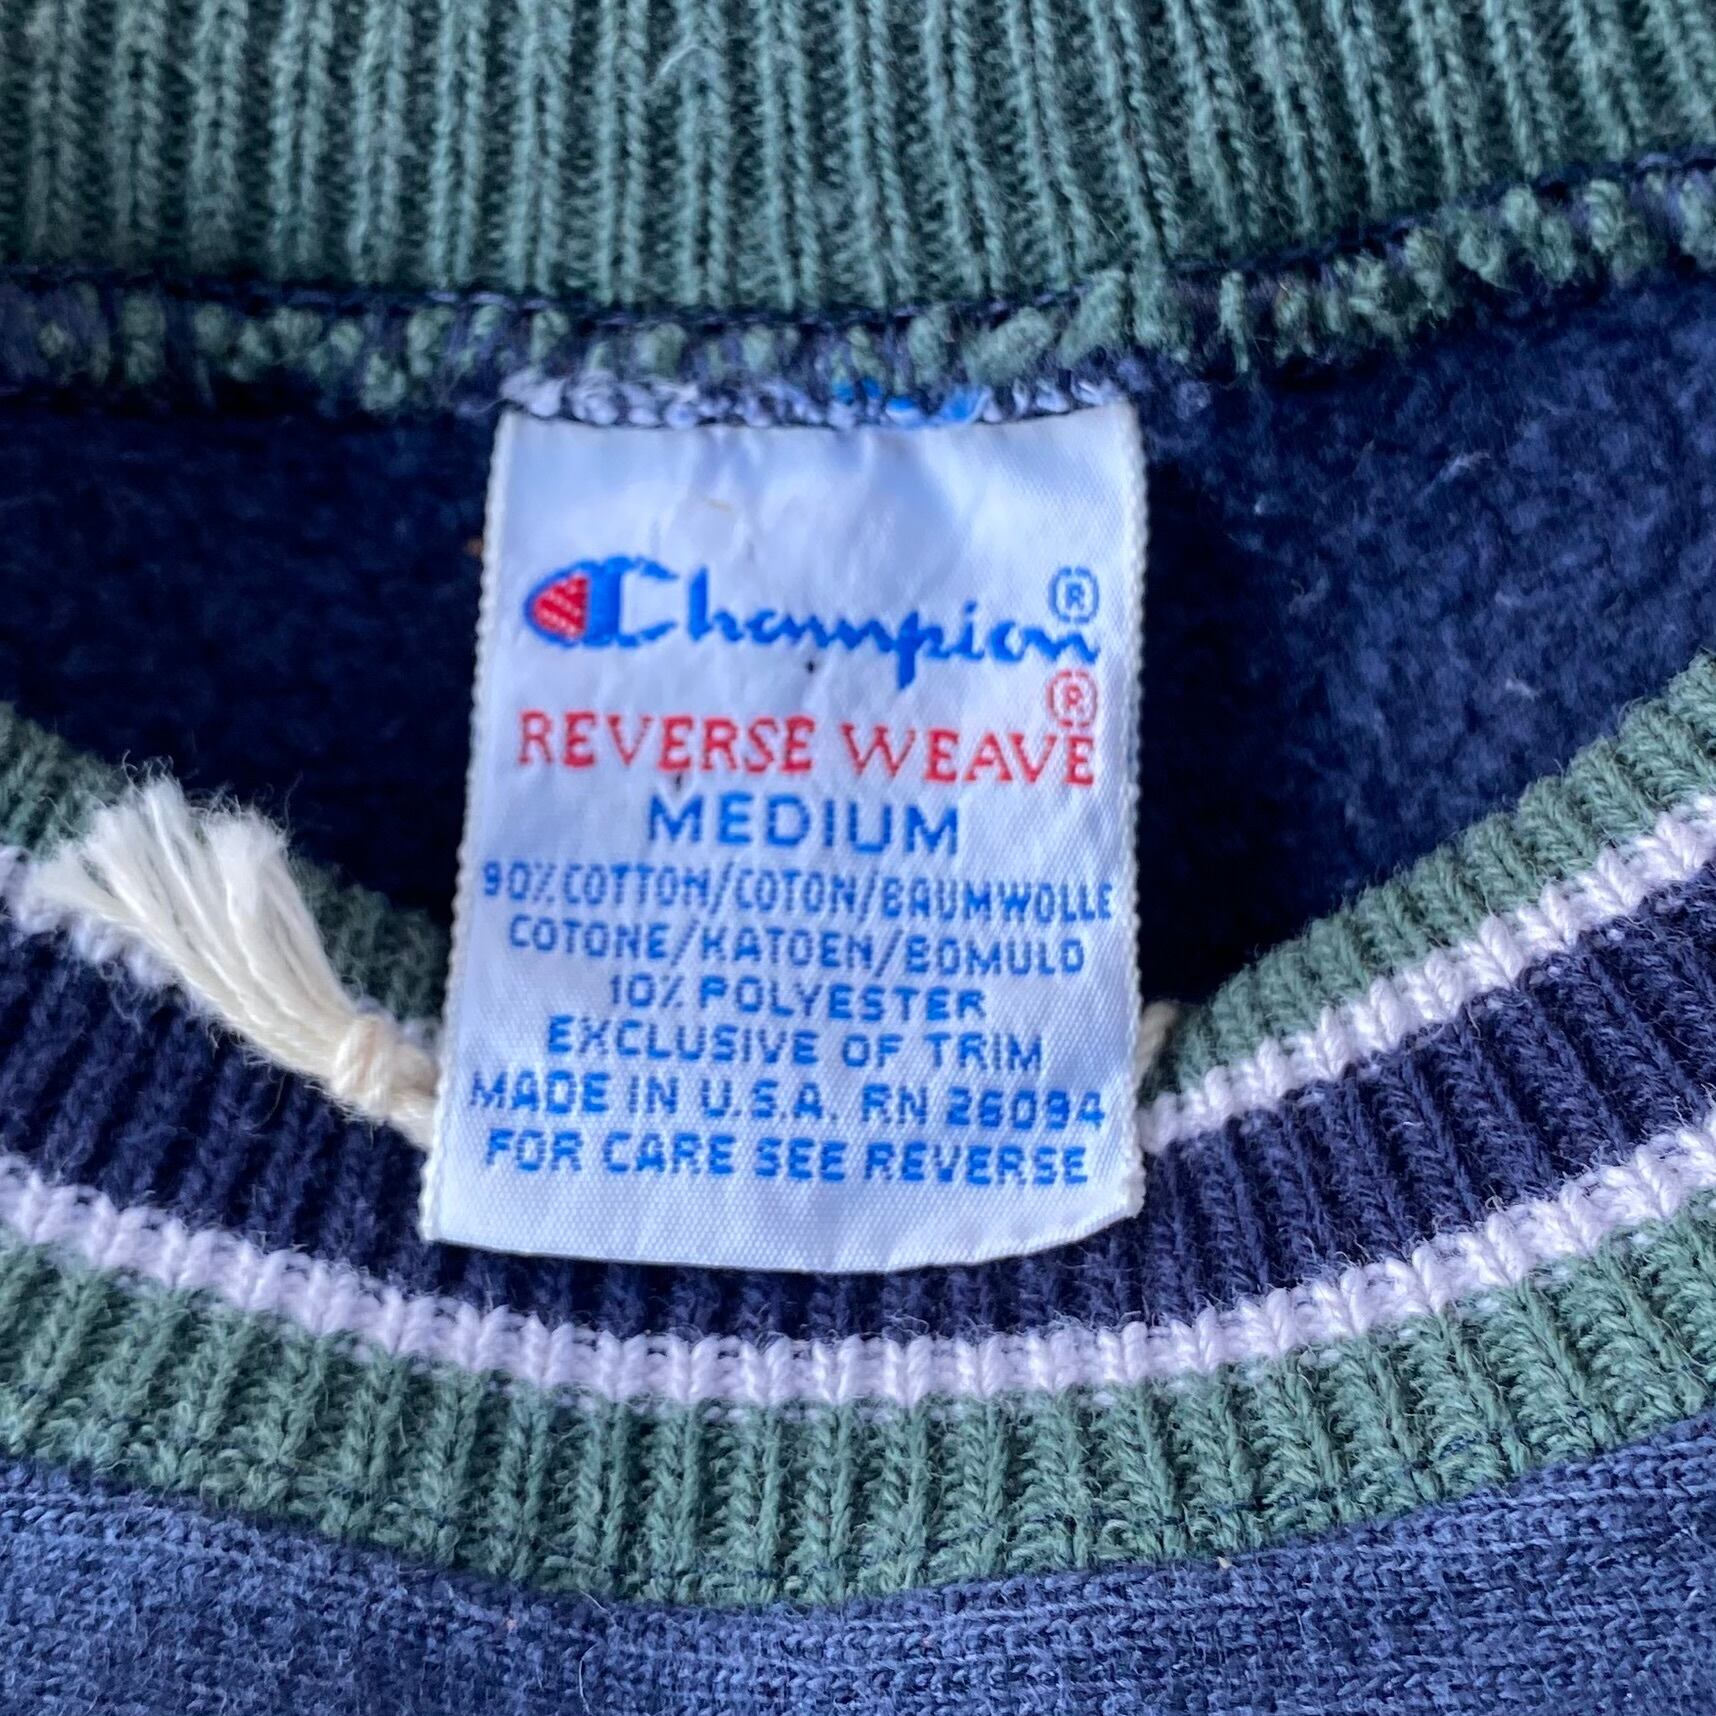 Champion®
REVERSE WEAVE®
MEDIUM
90% COTTON/COTON/BAUMWOLLE
COTONE/KATOEN/BOMULD
10% POLYESTER
EXCLUSIVE OF TRIM
MADE IN U.S.A. RN 26094
FOR CARE SEE REVERSE